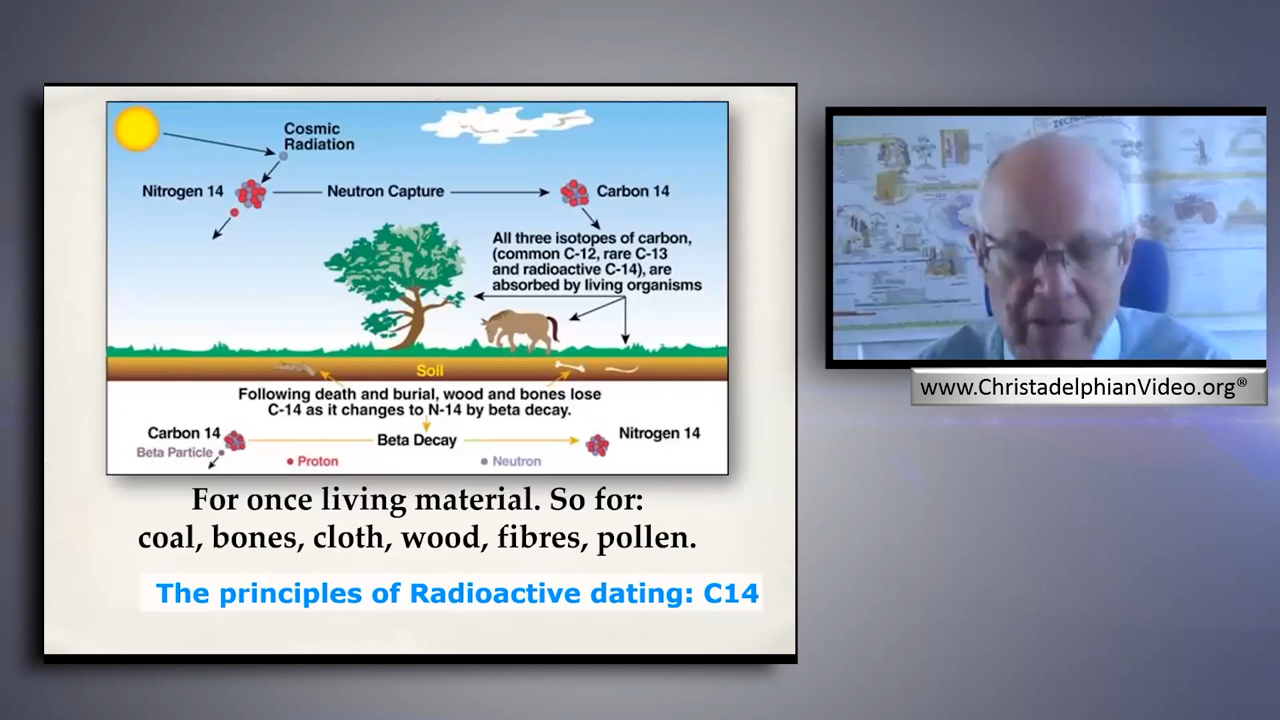 Cosmic
Radiation
Nitrogen 14
Neutron Capture
Carbon 14
All three isotopes of carbon,
(common C-12, rare C-13
and radioactive C-14), are
absorbed by living organisms
Soil
Following death and burial, wood and bones lose
C-14 as it changes to N-14 by beta decay.
Carbon 14
Beta Decay
Nitrogen 14
Beta Particle
Proton
Neutron
For once living material. So for:
coal, bones, cloth, wood, fibres, pollen.
The principles of Radioactive dating: C14
www.ChristadelphianVideo.org®